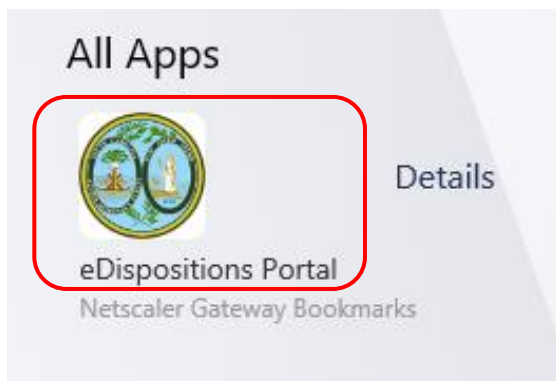 All Apps
Details
eDispositions Portal
Netscaler Gateway Bookmarks